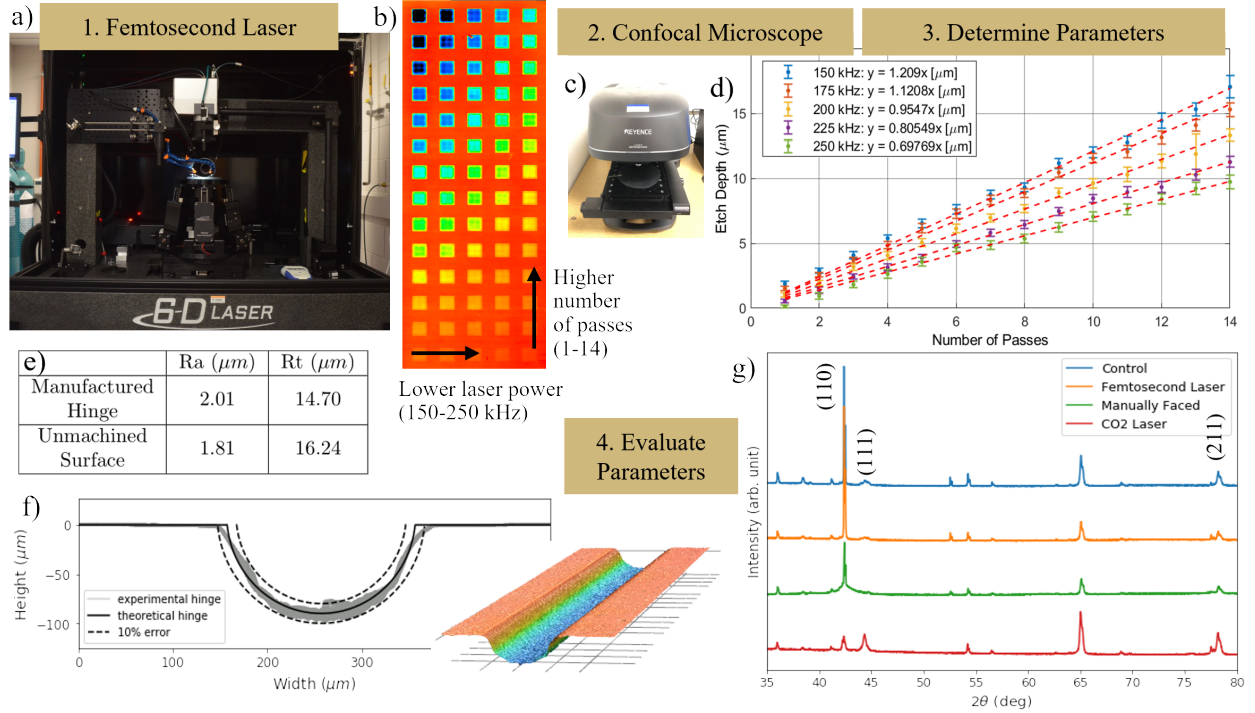 a)
1. Femtosecond Laser
6-D LASER
b)
Higher
number
of passes
(1-14)
Lower laser power
(150-250 kHz)
2. Confocal Microscope
c)
KEYENCE
3. Determine Parameters
d)
150 kHz: y = 1.209x [μm]
175 kHz: y = 1.1208x [μm]
200 kHz: y = 0.9547x [μm]
225 kHz: y = 0.80549x [μm]
250 kHz: y = 0.69769x [μm]
Etch Depth (μm)
15
10
5
0
0 2 4 6 8 10 12 14
Number of Passes
e)
Ra (μm) Rt (μm)
Manufactured
Hinge
2.01 14.70
Unmachined
Surface
1.81 16.24
4. Evaluate
Parameters
f)
Height (μm)
0
−50
−100
experimental hinge
theoretical hinge
10% error
0 100 200 300
Width (μm)
g)
(110)
(111)
(211)
Control
Femtosecond Laser
Manually Faced
CO2 Laser
Intensity (arb. unit)
35 40 45 50 55 60 65 70 75 80
2θ (deg)